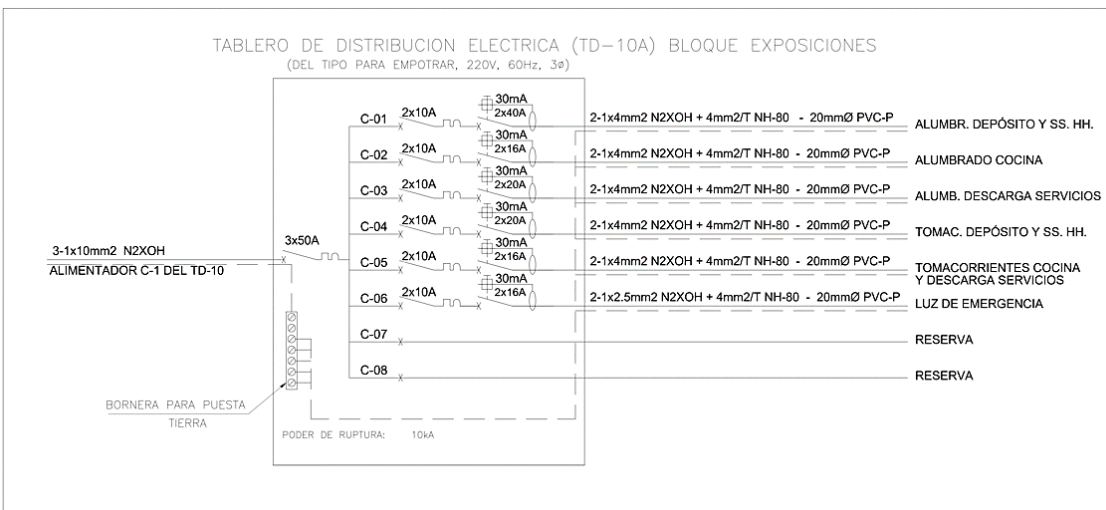 TABLERO DE DISTRIBUCION ELECTRICA (TD-10A) BLOQUE EXPOSICIONES
(DEL TIPO PARA EMPOTRAR, 220V, 60Hz, 3ø)
C-01 2x10A 30mA 2x40A 2-1x4mm2 N2XOH + 4mm2/T NH-80 - 20mmØ PVC-P ALUMBR. DEPÓSITO Y SS. HH.
C-02 2x10A 30mA 2x16A 2-1x4mm2 N2XOH + 4mm2/T NH-80 - 20mmØ PVC-P ALUMBRADO COCINA
C-03 2x10A 30mA 2x20A 2-1x4mm2 N2XOH + 4mm2/T NH-80 - 20mmØ PVC-P ALUMB. DESCARGA SERVICIOS
C-04 2x10A 30mA 2x20A 2-1x4mm2 N2XOH + 4mm2/T NH-80 - 20mmØ PVC-P TOMAC. DEPÓSITO Y SS. HH.
3-1x10mm2 N2XOH 3x50A
ALIMENTADOR C-1 DEL TD-10
C-05 2x10A 30mA 2x16A 2-1x4mm2 N2XOH + 4mm2/T NH-80 - 20mmØ PVC-P TOMACORRIENTES COCINA
Y DESCARGA SERVICIOS
C-06 2x10A 30mA 2x16A 2-1x2.5mm2 N2XOH + 4mm2/T NH-80 - 20mmØ PVC-P LUZ DE EMERGENCIA
C-07 RESERVA
C-08 RESERVA
BORNERA PARA PUESTA
TIERRA
PODER DE RUPTURA: 10kA